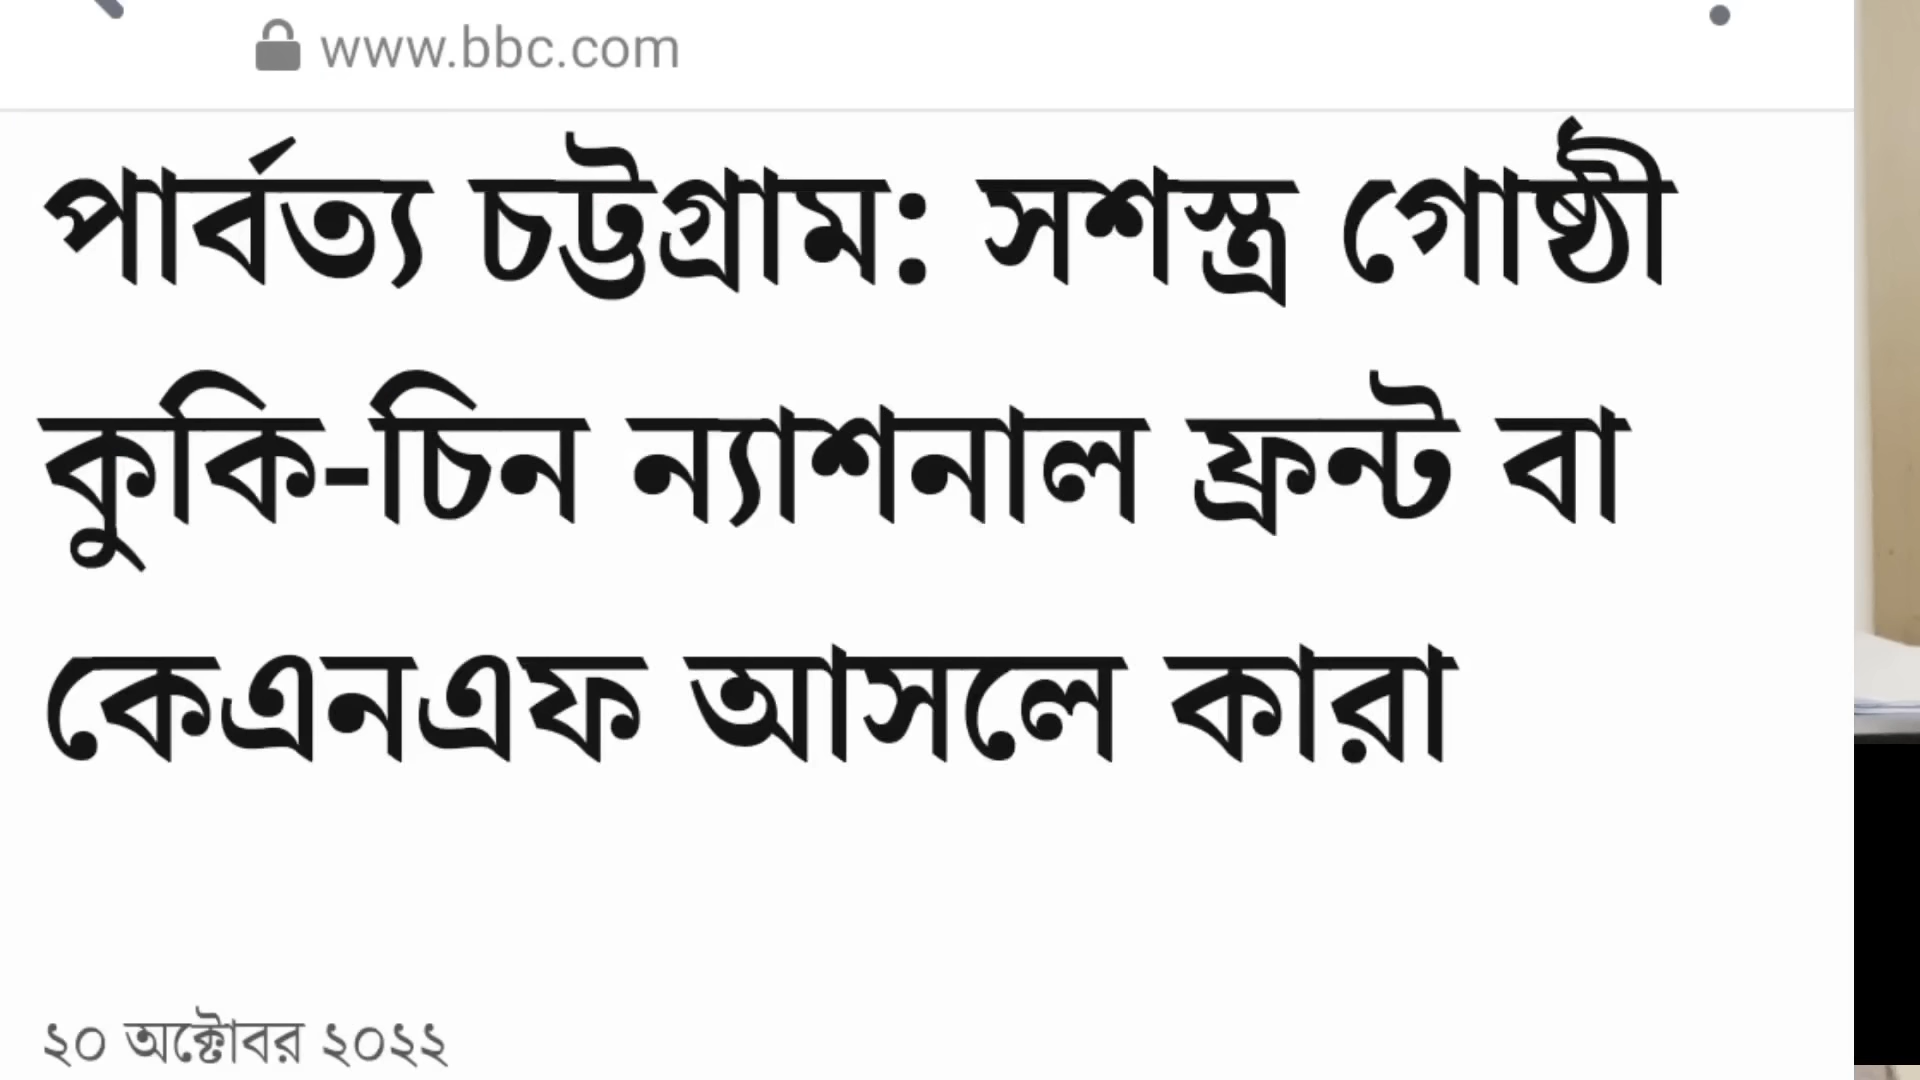 www.bbc.com
পার্বত্য চট্টগ্রাম: সশস্ত্র গোষ্ঠী
কুকি-চিন ন্যাশনাল ফ্রন্ট বা
কেএনএফ আসলে কারা
২০ অক্টোবর ২০২২